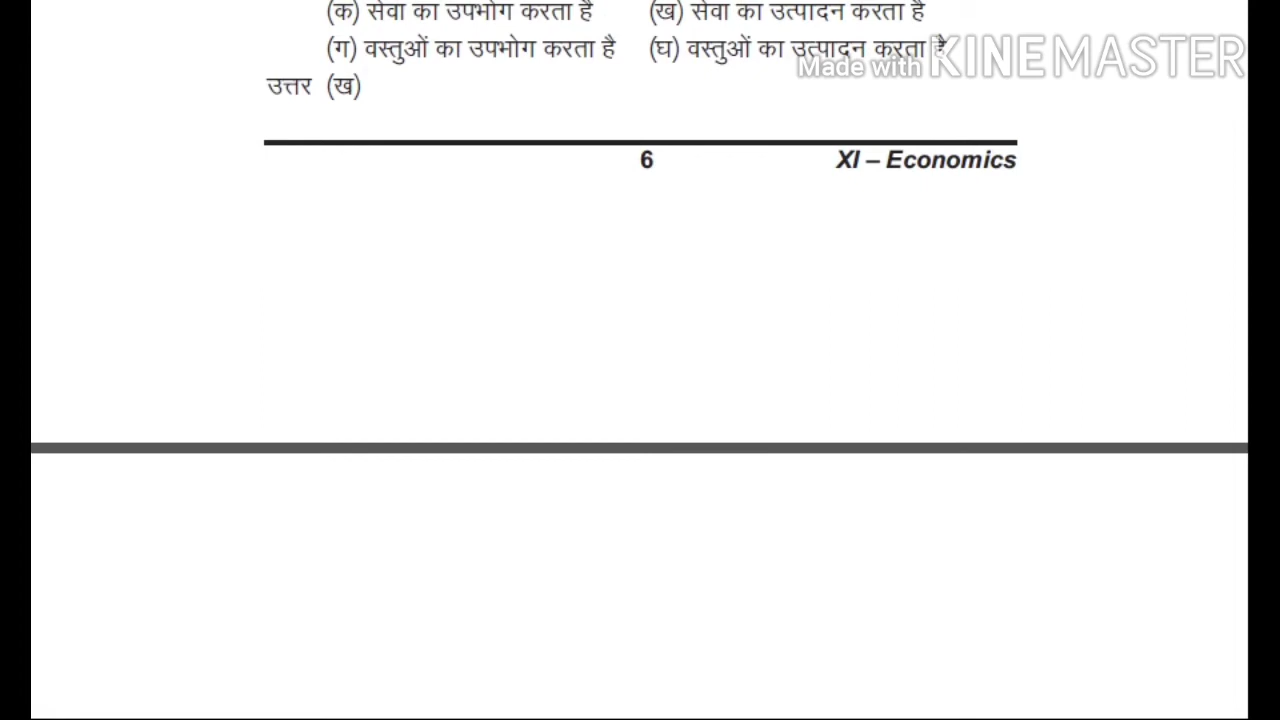 (क) सेवा का उपभोग करता है (ख) सेवा का उत्पादन करता है
(ग) वस्तुओं का उपभोग करता है (घ) वस्तुओं का उत्पादन करता है
Made with KINEMASTER
उत्तर (ख)
6 XI – Economics